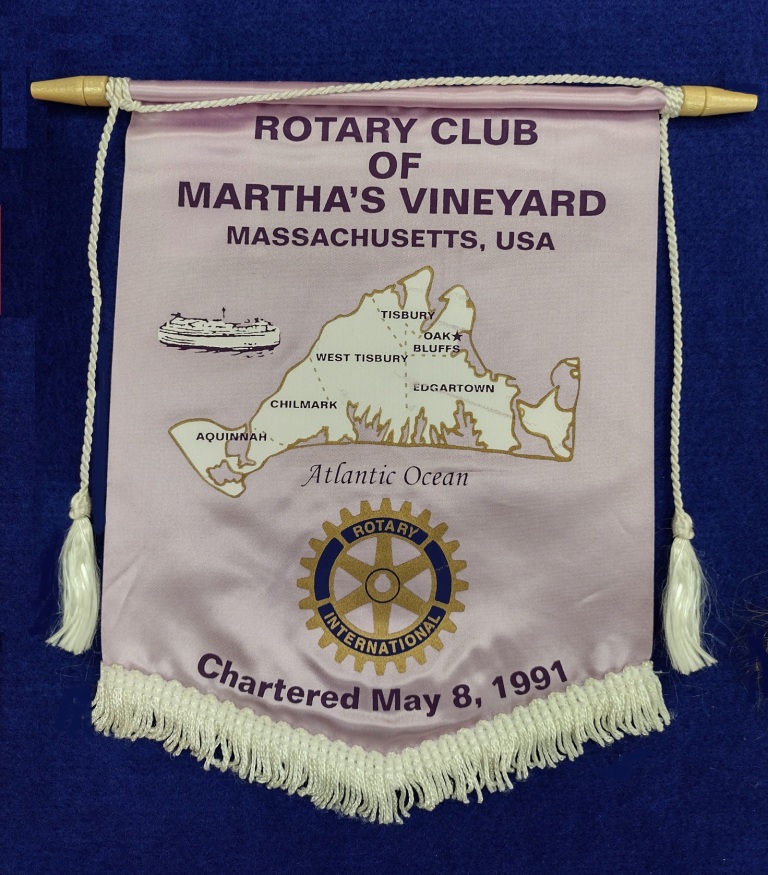 ROTARY CLUB
OF
MARTHA'S VINEYARD
MASSACHUSETTS, USA
TISBURY
OAK★
BLUFFS
WEST TISBURY
EDGARTOWN
CHILMARK
AQUINNAH
Atlantic Ocean
ROTARY
INTERNATIONAL
Chartered May 8, 1991